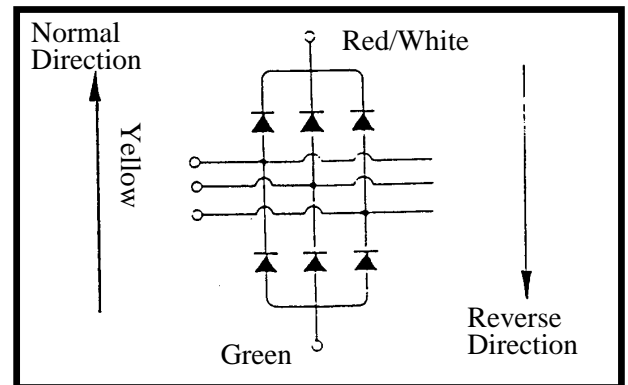 Normal
Direction
Red/White
Yellow
Green
Reverse
Direction